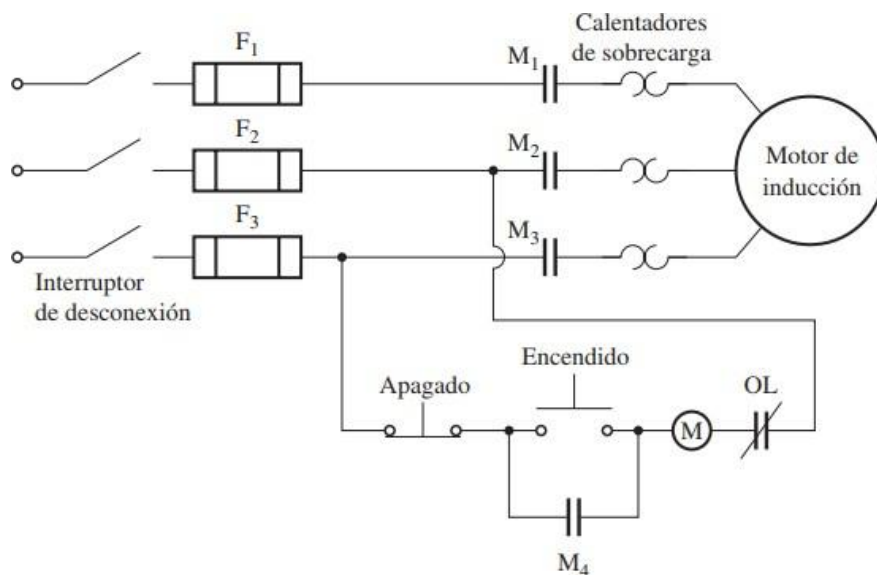 F1
Calentadores
de sobrecarga
M1
F2
M2
Motor de
inducción
F3
M3
Interruptor
de desconexión
Encendido
Apagado
OL
M
M4